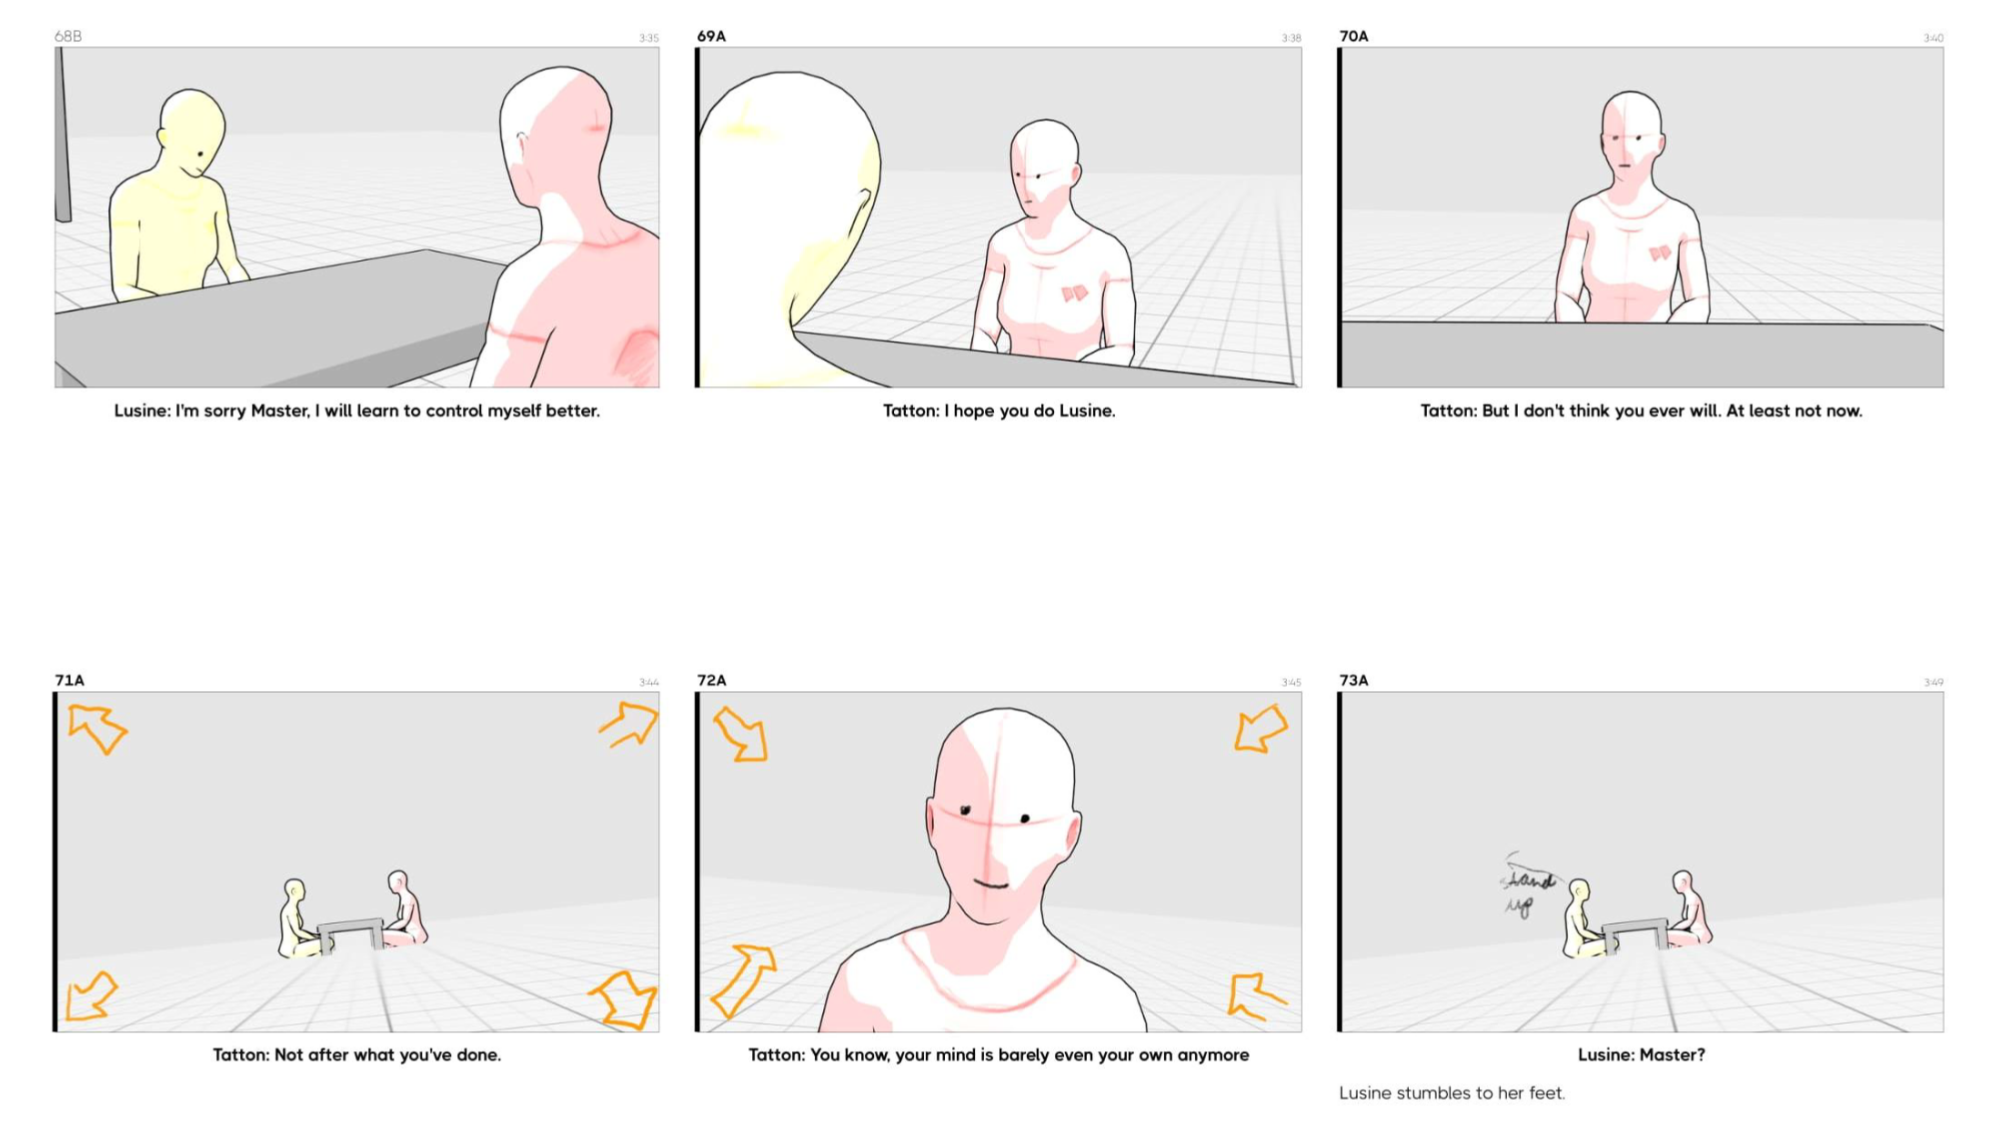 68B 3:35
69A 3:38
70A 3:40
Lusine: I'm sorry Master, I will learn to control myself better.
Tatton: I hope you do Lusine.
Tatton: But I don't think you ever will. At least not now.
71A 3:44
72A 3:45
73A 3:49
stand
up
Tatton: Not after what you've done.
Tatton: You know, your mind is barely even your own anymore
Lusine: Master?
Lusine stumbles to her feet.